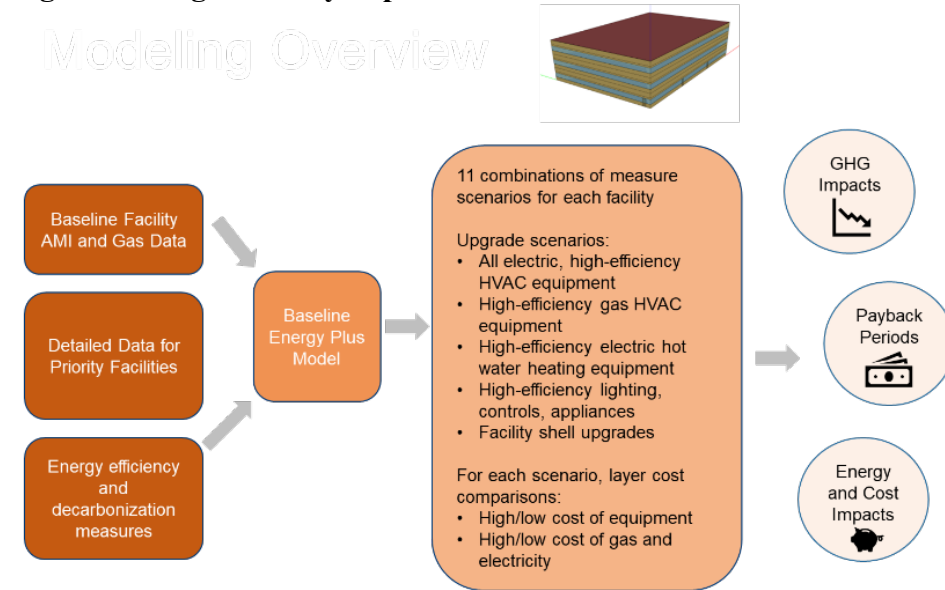 Modeling Overview
Baseline Facility
AMI and Gas Data
Detailed Data for
Priority Facilities
Energy efficiency
and
decarbonization
measures
Baseline
Energy Plus
Model
11 combinations of measure
scenarios for each facility
Upgrade scenarios:
• All electric, high-efficiency
HVAC equipment
• High-efficiency gas HVAC
equipment
• High-efficiency electric hot
water heating equipment
• High-efficiency lighting,
controls, appliances
• Facility shell upgrades
For each scenario, layer cost
comparisons:
• High/low cost of equipment
• High/low cost of gas and
electricity
GHG
Impacts
Payback
Periods
Energy
and Cost
Impacts